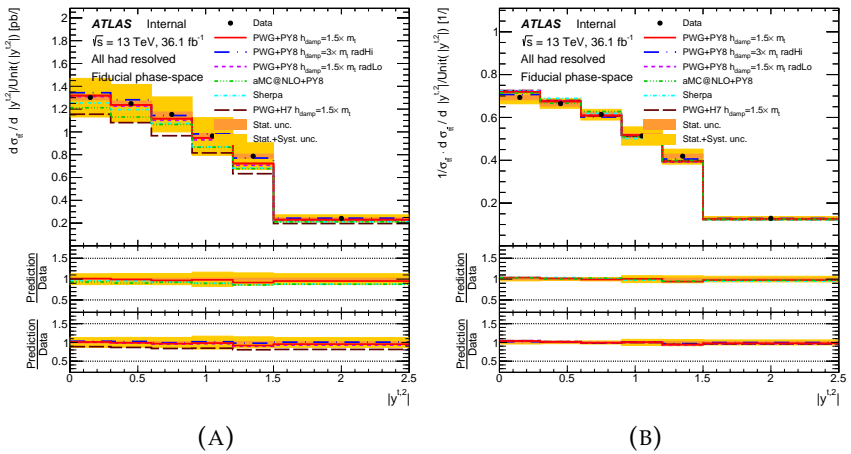 ATLAS Internal
√s = 13 TeV, 36.1 fb⁻¹
All had resolved
Fiducial phase-space
Data
PWG+PY8 h_damp=1.5× m_t
PWG+PY8 h_damp=3× m_t radHi
PWG+PY8 h_damp=1.5× m_t radLo
aMC@NLO+PY8
Sherpa
PWG+H7 h_damp=1.5× m_t
Stat. unc.
Stat.+Syst. unc.
d σ_tt̄ / d |y^{t,2}|/Unit( |y^{t,2}|) [pb/]
2
1.8
1.6
1.4
1.2
1
0.8
0.6
0.4
0.2
Prediction
Data
1.5
1
0.5
Prediction
Data
1.5
1
0.5
0 0.5 1 1.5 2 2.5
|y^{t,2}|
(A)
ATLAS Internal
√s = 13 TeV, 36.1 fb⁻¹
All had resolved
Fiducial phase-space
Data
PWG+PY8 h_damp=1.5× m_t
PWG+PY8 h_damp=3× m_t radHi
PWG+PY8 h_damp=1.5× m_t radLo
aMC@NLO+PY8
Sherpa
PWG+H7 h_damp=1.5× m_t
Stat. unc.
Stat.+Syst. unc.
1/σ_tt̄ · d σ_tt̄ / d |y^{t,2}|/Unit( |y^{t,2}|) [1/]
1
0.8
0.6
0.4
0.2
Prediction
Data
1.5
1
0.5
Prediction
Data
1.5
1
0.5
0 0.5 1 1.5 2 2.5
|y^{t,2}|
(B)